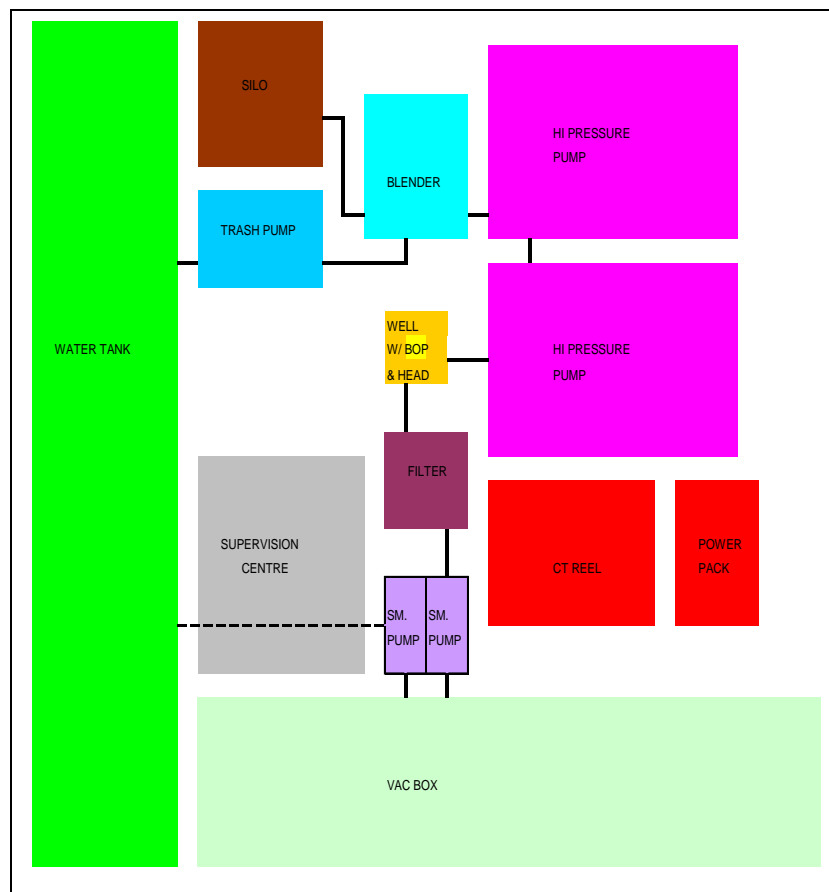 SILO
HI PRESSURE
PUMP
BLENDER
TRASH PUMP
WELL
W/ BOP
& HEAD
WATER TANK
HI PRESSURE
PUMP
FILTER
SUPERVISION
CENTRE
CT REEL
POWER
PACK
SM.
PUMP
SM.
PUMP
VAC BOX